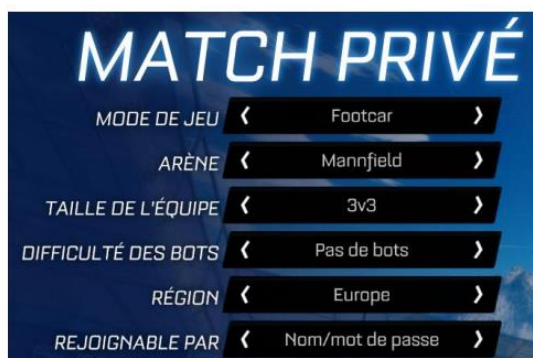 MATCH PRIVÉ
MODE DE JEU ❮ Footcar ❯
ARÈNE ❮ Mannfield ❯
TAILLE DE L'ÉQUIPE ❮ 3v3 ❯
DIFFICULTÉ DES BOTS ❮ Pas de bots ❯
RÉGION ❮ Europe ❯
REJOIGNABLE PAR ❮ Nom/mot de passe ❯